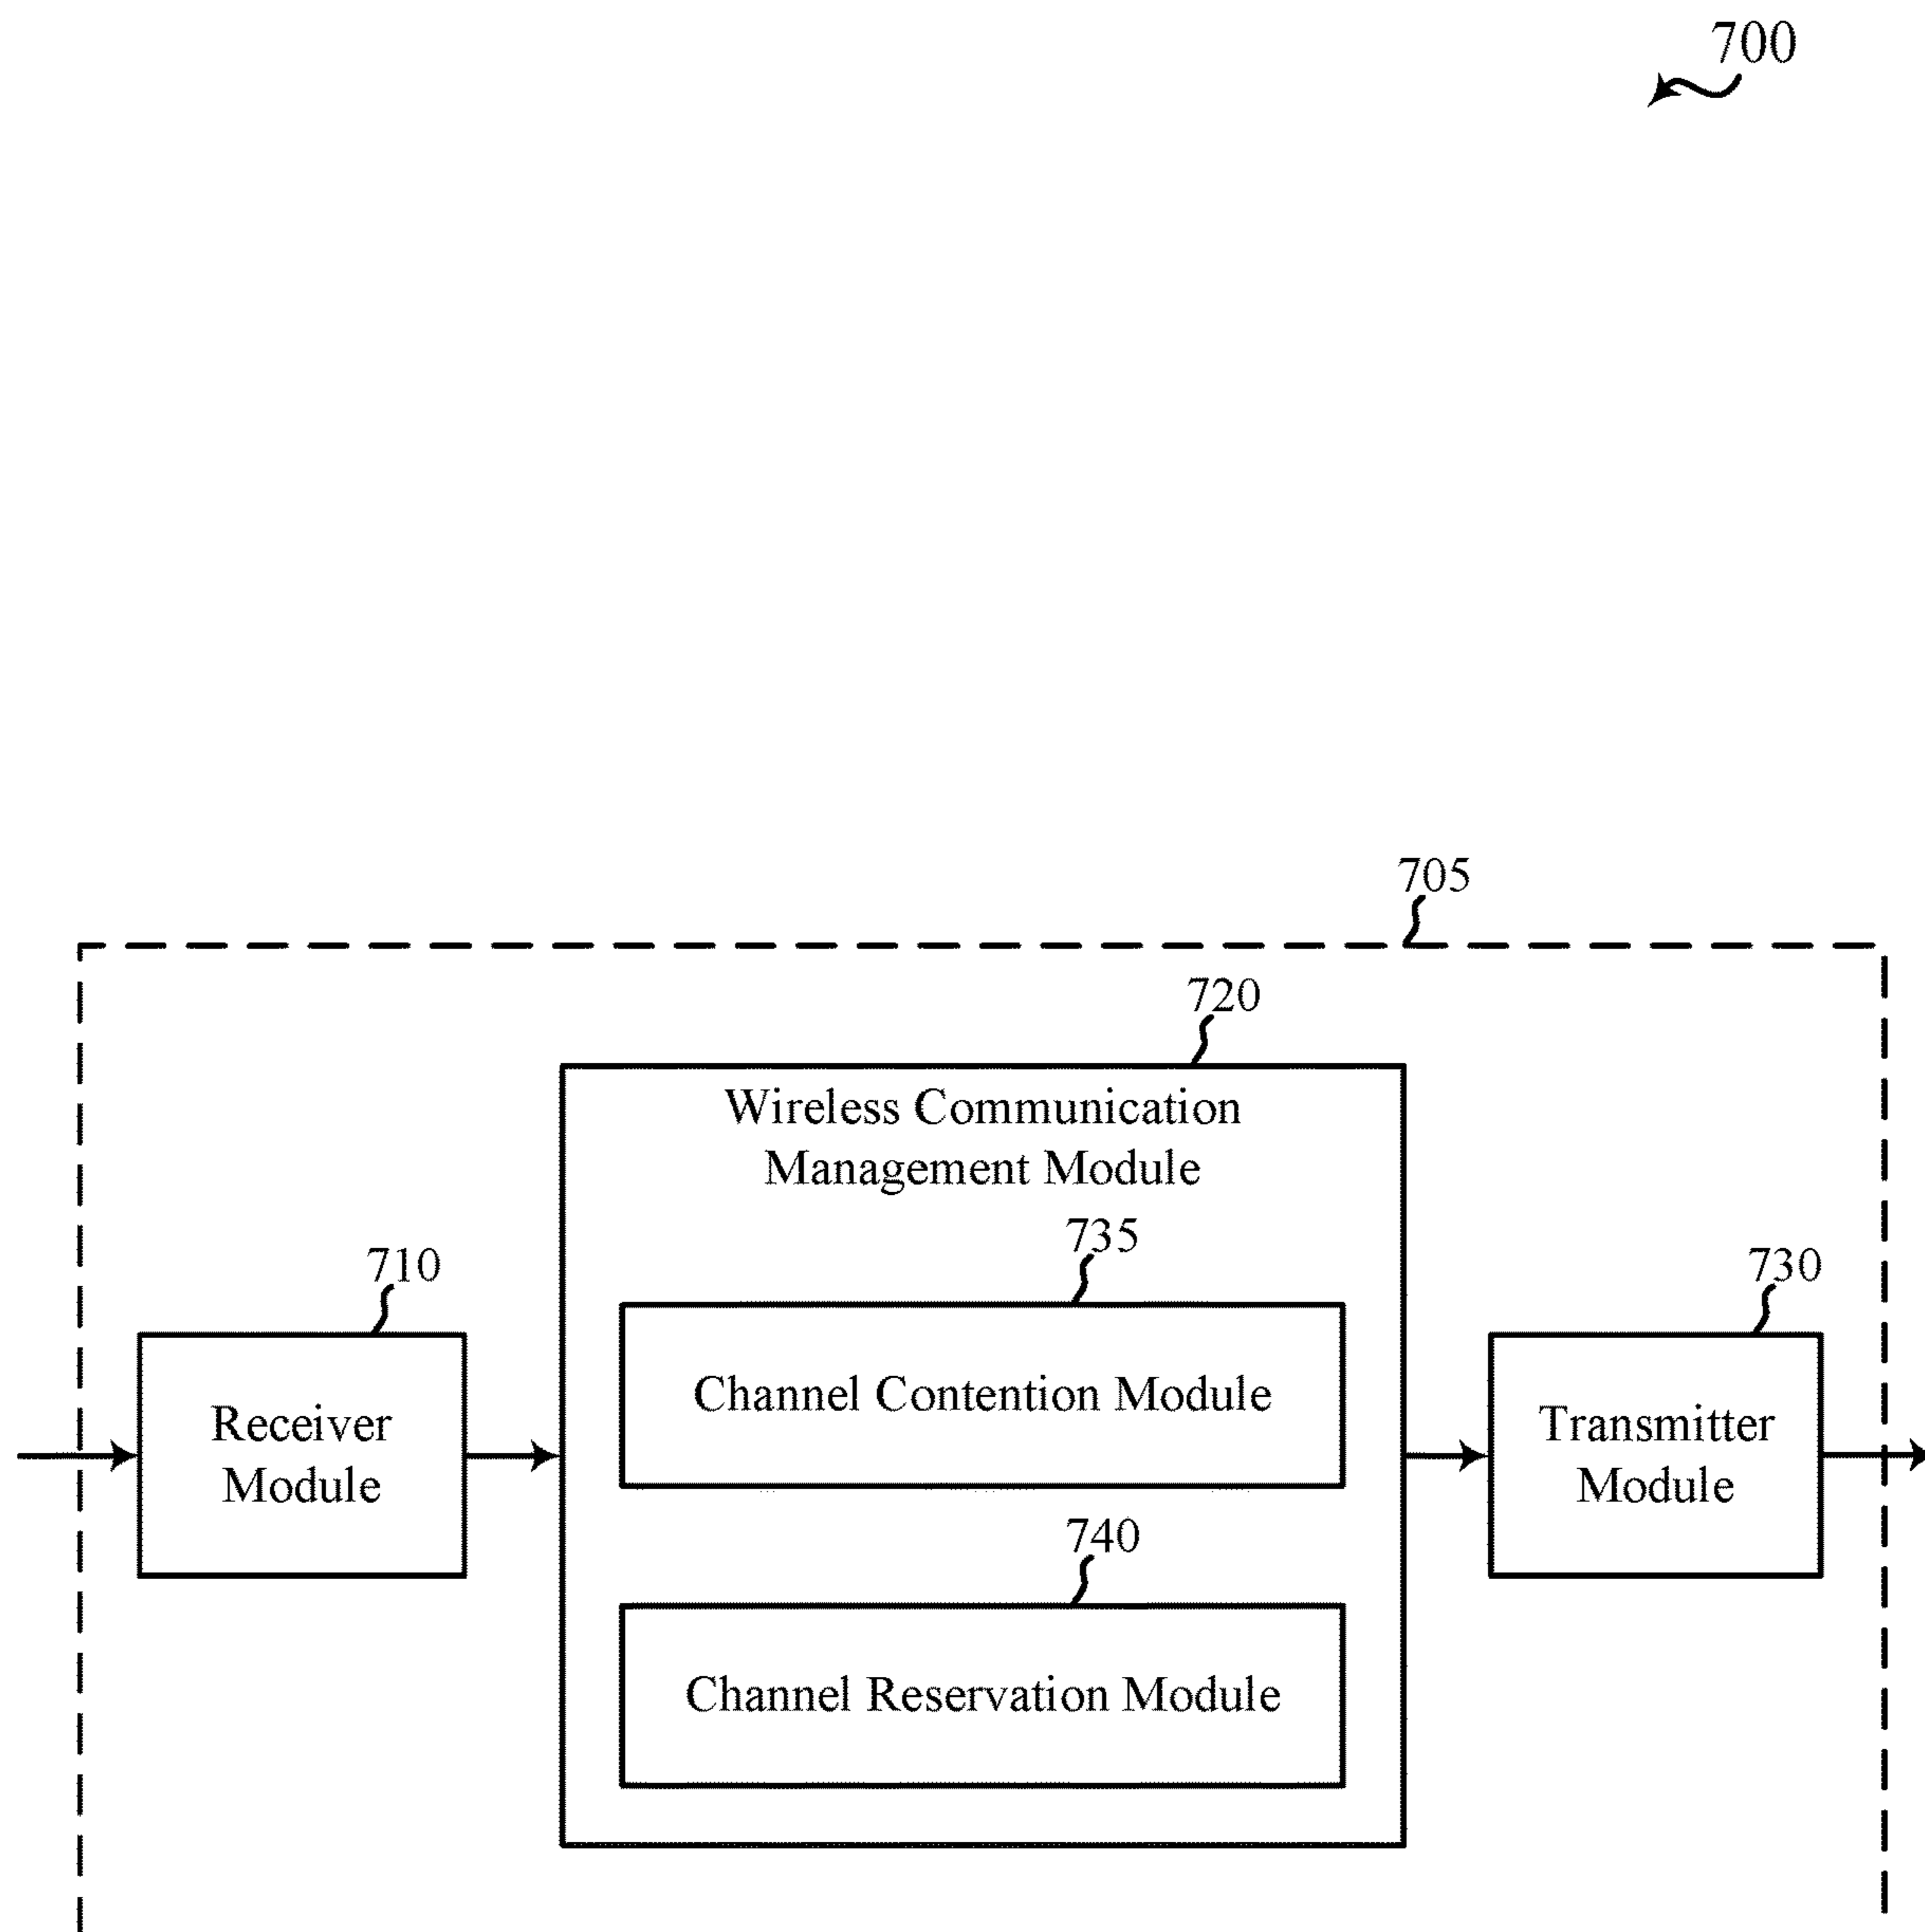 700
705
720
Wireless Communication
Management Module
735
710
730
Channel Contention Module
Receiver
Module
Transmitter
Module
740
Channel Reservation Module